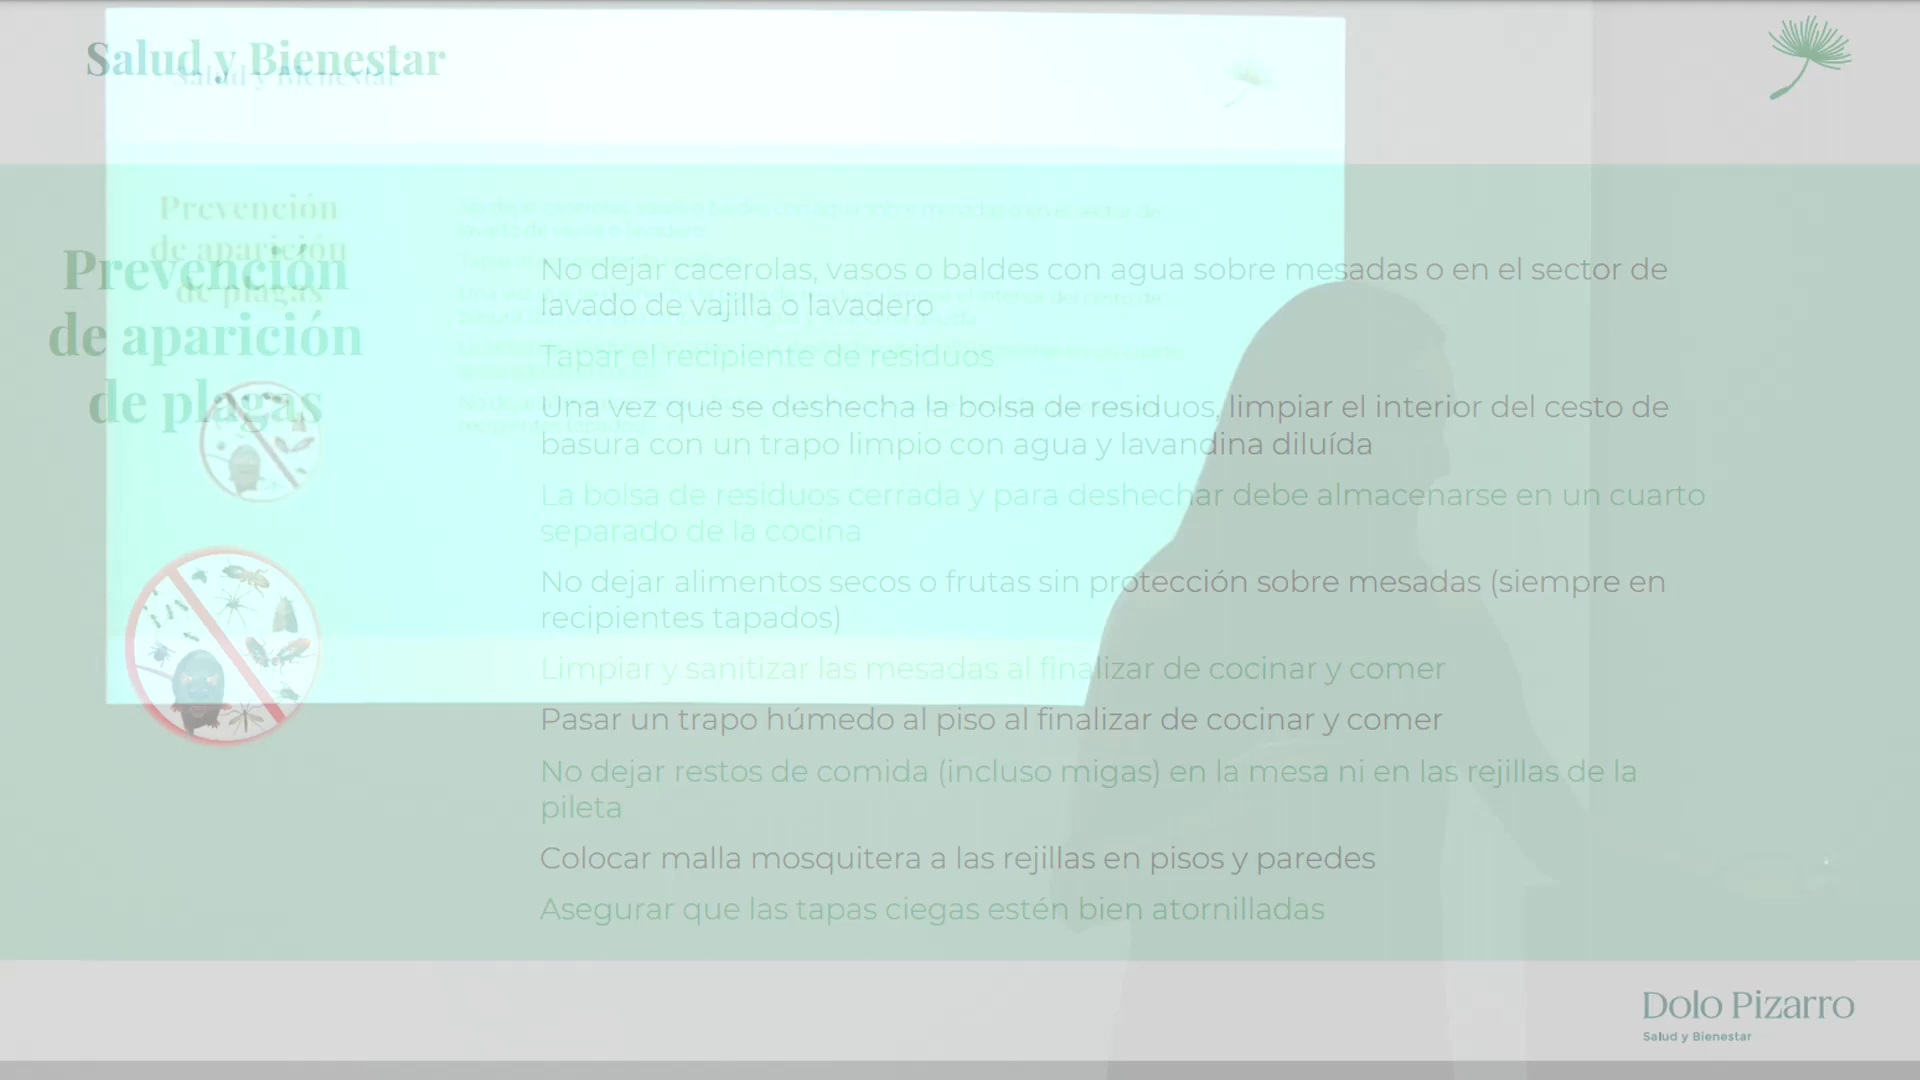 Salud y Bienestar
Salud y Bienestar
Prevención
de aparición
de plagas
Prevención
de aparición
de plagas
No dejar cacerolas, vasos o baldes con agua sobre mesadas o en el sector de
lavado de vajilla o lavadero
No dejar cacerolas, vasos o baldes con agua sobre mesadas o en el sector de
lavado de vajilla o lavadero
Tapar el recipiente de residuos
Una vez que se deshecha la bolsa de residuos, limpiar el interior del cesto de
basura con un trapo limpio con agua y lavandina diluída
La bolsa de residuos cerrada y para deshechar debe almacenarse en un cuarto
separado de la cocina
No dejar alimentos secos o frutas sin protección sobre mesadas (siempre en
recipientes tapados)
Limpiar y sanitizar las mesadas al finalizar de cocinar y comer
Pasar un trapo húmedo al piso al finalizar de cocinar y comer
No dejar restos de comida (incluso migas) en la mesa ni en las rejillas de la
pileta
Colocar malla mosquitera a las rejillas en pisos y paredes
Asegurar que las tapas ciegas estén bien atornilladas
Dolo Pizarro
Salud y Bienestar